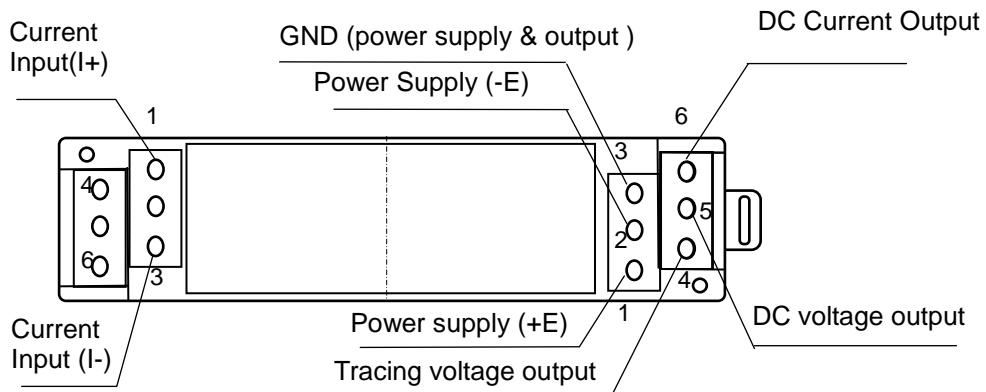 Current
Input(I+)
GND (power supply & output )
DC Current Output
Power Supply (-E)
1
6
3
4
5
2
6
3
4
1
Current
Input (I-)
Power supply (+E)
DC voltage output
Tracing voltage output